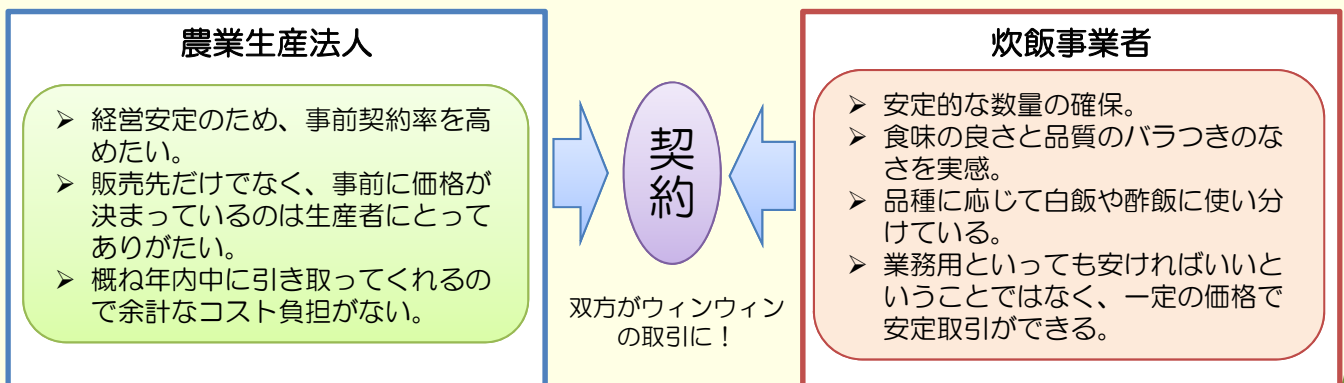 農業生産法人
➢ 経営安定のため、事前契約率を高
めたい。
➢ 販売先だけでなく、事前に価格が
決まっているのは生産者にとって
ありがたい。
➢ 概ね年内中に引き取ってくれるの
で余計なコスト負担がない。
契
約
双方がウィンウィン
の取引に！
炊飯事業者
➢ 安定的な数量の確保。
➢ 食味の良さと品質のバラつきのな
さを実感。
➢ 品種に応じて白飯や酢飯に使い分
けている。
➢ 業務用といっても安ければいいと
いうことではなく、一定の価格で
安定取引ができる。